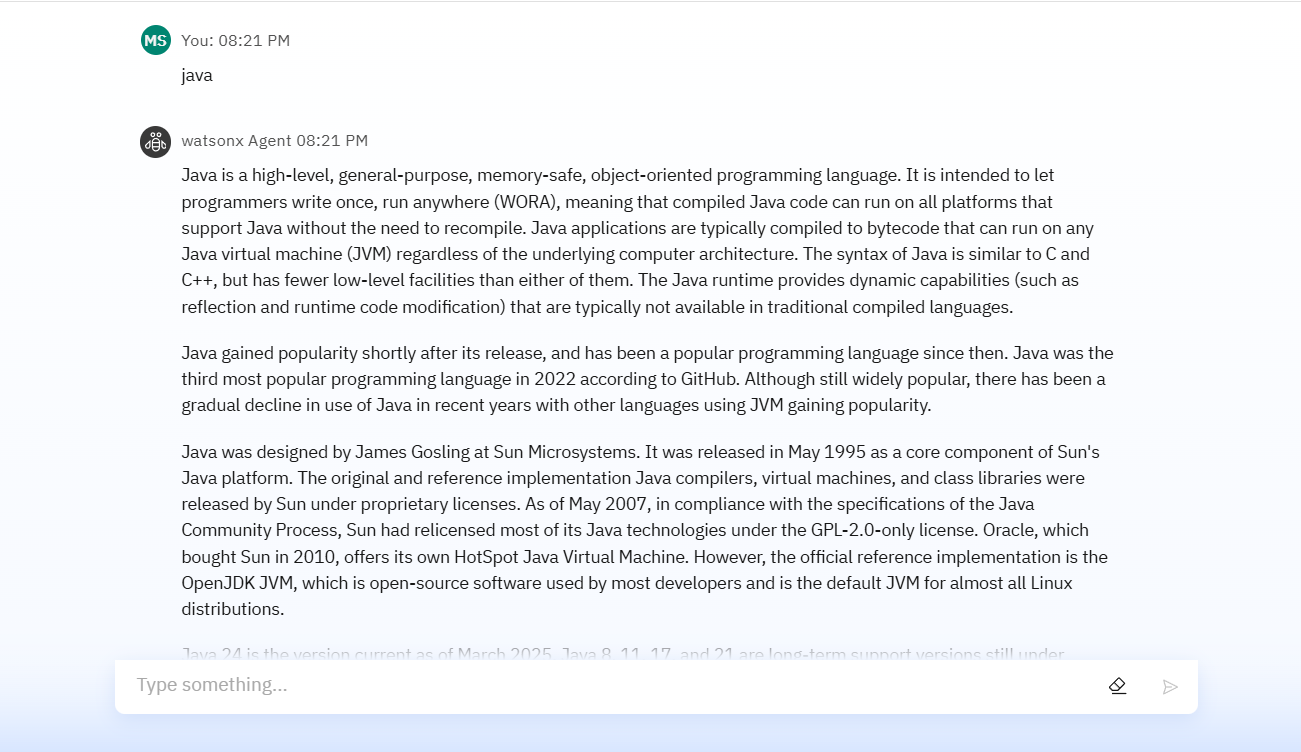 MS You: 08:21 PM
java
watsonx Agent 08:21 PM
Java is a high-level, general-purpose, memory-safe, object-oriented programming language. It is intended to let
programmers write once, run anywhere (WORA), meaning that compiled Java code can run on all platforms that
support Java without the need to recompile. Java applications are typically compiled to bytecode that can run on any
Java virtual machine (JVM) regardless of the underlying computer architecture. The syntax of Java is similar to C and
C++, but has fewer low-level facilities than either of them. The Java runtime provides dynamic capabilities (such as
reflection and runtime code modification) that are typically not available in traditional compiled languages.
Java gained popularity shortly after its release, and has been a popular programming language since then. Java was the
third most popular programming language in 2022 according to GitHub. Although still widely popular, there has been a
gradual decline in use of Java in recent years with other languages using JVM gaining popularity.
Java was designed by James Gosling at Sun Microsystems. It was released in May 1995 as a core component of Sun's
Java platform. The original and reference implementation Java compilers, virtual machines, and class libraries were
released by Sun under proprietary licenses. As of May 2007, in compliance with the specifications of the Java
Community Process, Sun had relicensed most of its Java technologies under the GPL-2.0-only license. Oracle, which
bought Sun in 2010, offers its own HotSpot Java Virtual Machine. However, the official reference implementation is the
OpenJDK JVM, which is open-source software used by most developers and is the default JVM for almost all Linux
distributions.
Java 24 is the version current as of March 2025. Java 8, 11, 17, and 21 are long-term support versions still under
Type something...